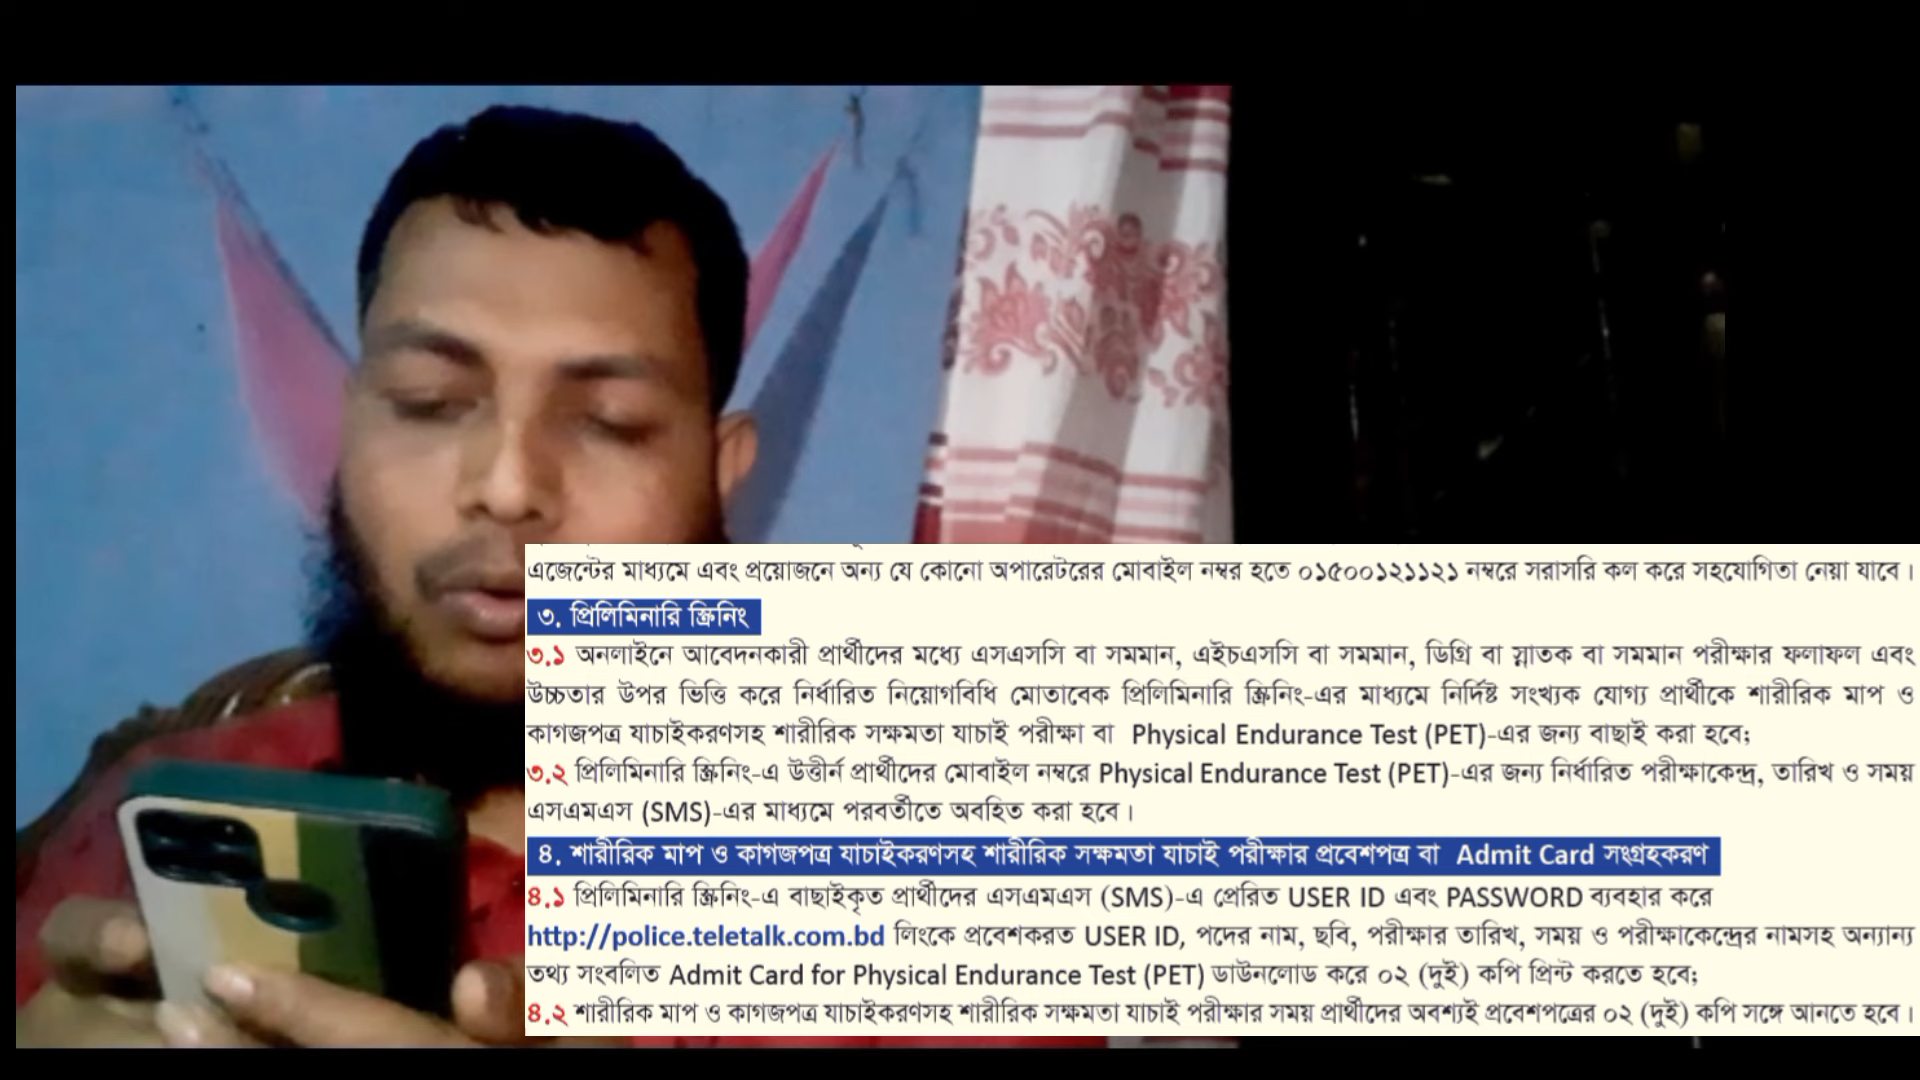 এজেন্টের মাধ্যমে এবং প্রয়োজনে অন্য যে কোনো অপারেটরের মোবাইল নম্বর হতে ০১৫০০১২১১২১ নম্বরে সরাসরি কল করে সহযোগিতা নেয়া যাবে।
৩. প্রিলিমিনারি স্ক্রিনিং
৩.১ অনলাইনে আবেদনকারী প্রার্থীদের মধ্যে এসএসসি বা সমমান, এইচএসসি বা সমমান, ডিগ্রি বা স্নাতক বা সমমান পরীক্ষার ফলাফল এবং
উচ্চতার উপর ভিত্তি করে নির্ধারিত নিয়োগবিধি মোতাবেক প্রিলিমিনারি স্ক্রিনিং-এর মাধ্যমে নির্দিষ্ট সংখ্যক যোগ্য প্রার্থীকে শারীরিক মাপ ও
কাগজপত্র যাচাইকরণসহ শারীরিক সক্ষমতা যাচাই পরীক্ষা বা Physical Endurance Test (PET)-এর জন্য বাছাই করা হবে;
৩.২ প্রিলিমিনারি স্ক্রিনিং-এ উত্তীর্ন প্রার্থীদের মোবাইল নম্বরে Physical Endurance Test (PET)-এর জন্য নির্ধারিত পরীক্ষাকেন্দ্র, তারিখ ও সময়
এসএমএস (SMS)-এর মাধ্যমে পরবর্তীতে অবহিত করা হবে।
৪. শারীরিক মাপ ও কাগজপত্র যাচাইকরণসহ শারীরিক সক্ষমতা যাচাই পরীক্ষার প্রবেশপত্র বা Admit Card সংগ্রহকরণ
৪.১ প্রিলিমিনারি স্ক্রিনিং-এ বাছাইকৃত প্রার্থীদের এসএমএস (SMS)-এ প্রেরিত USER ID এবং PASSWORD ব্যবহার করে
http://police.teletalk.com.bd লিংকে প্রবেশকরত USER ID, পদের নাম, ছবি, পরীক্ষার তারিখ, সময় ও পরীক্ষাকেন্দ্রের নামসহ অন্যান্য
তথ্য সংবলিত Admit Card for Physical Endurance Test (PET) ডাউনলোড করে ০২ (দুই) কপি প্রিন্ট করতে হবে;
৪.২ শারীরিক মাপ ও কাগজপত্র যাচাইকরণসহ শারীরিক সক্ষমতা যাচাই পরীক্ষার সময় প্রার্থীদের অবশ্যই প্রবেশপত্রের ০২ (দুই) কপি সঙ্গে আনতে হবে।